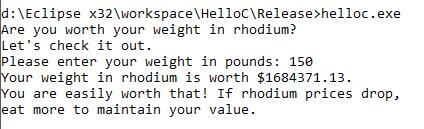 d:\Eclipse x32\workspace\HelloC\Release>helloc.exe
Are you worth your weight in rhodium?
Let's check it out.
Please enter your weight in pounds: 150
Your weight in rhodium is worth $1684371.13.
You are easily worth that! If rhodium prices drop,
eat more to maintain your value.